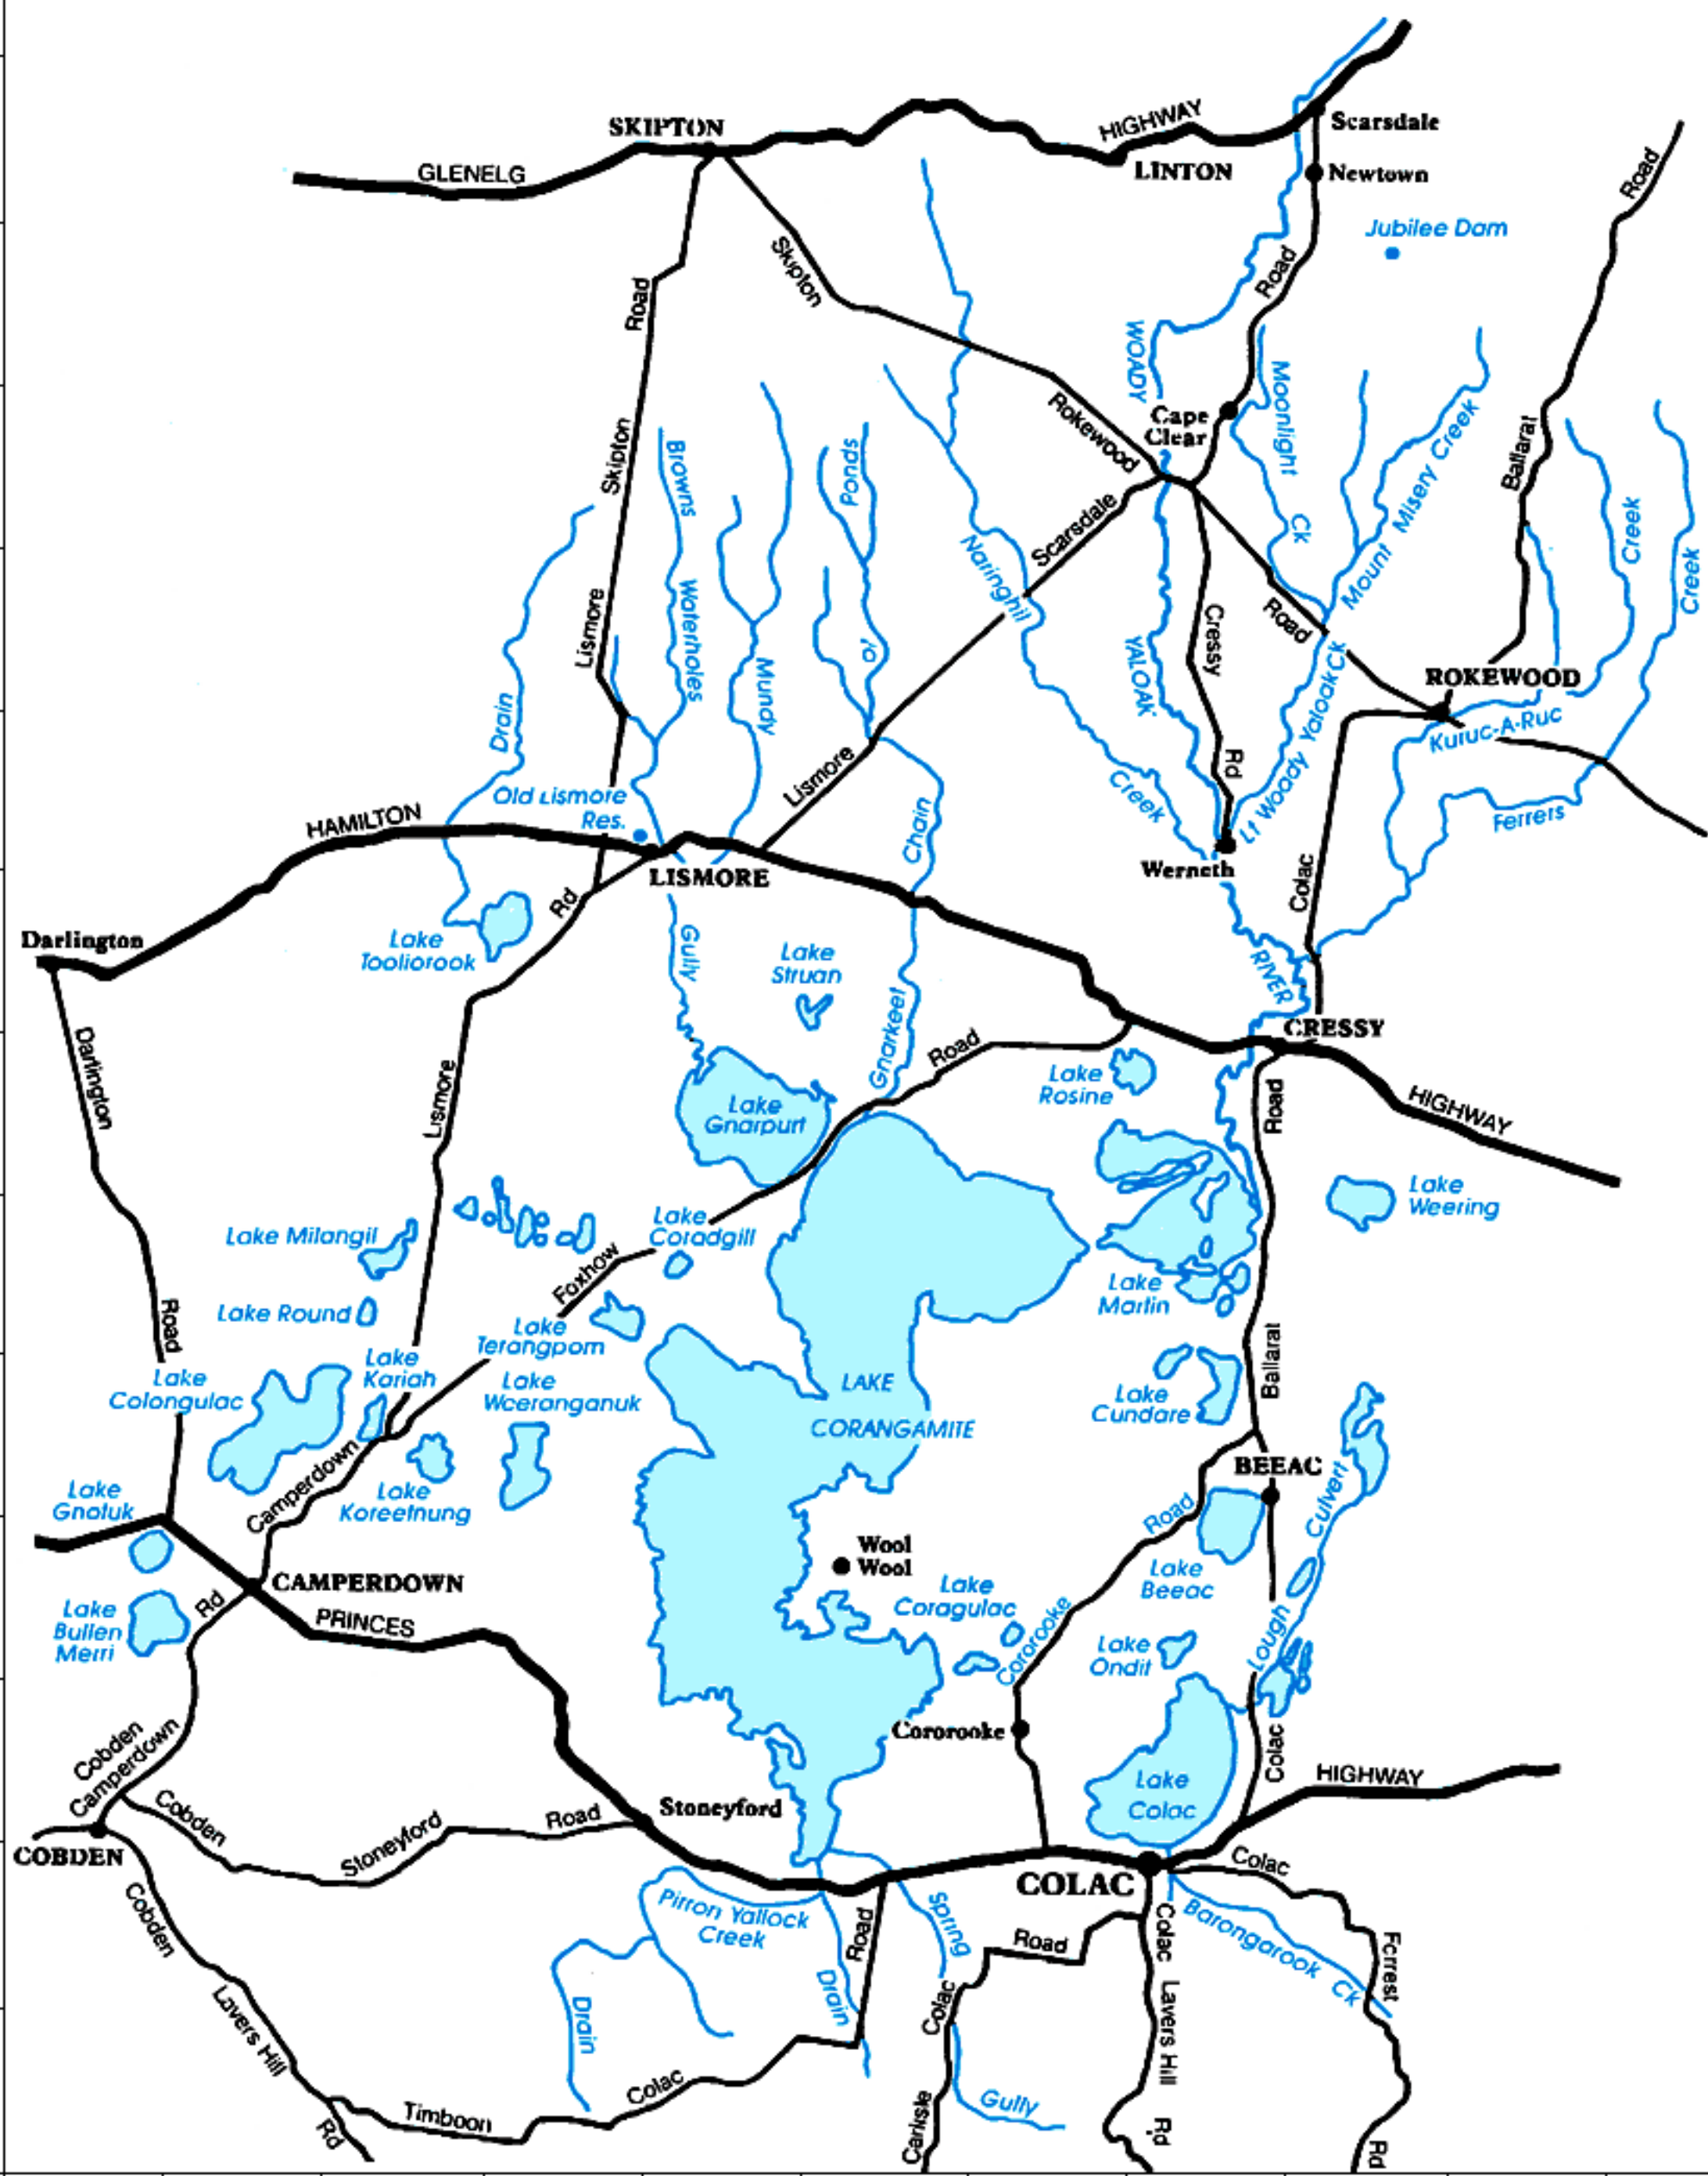 SKIPTON
HIGHWAY
Scarsdale
GLENELG
LINTON
Newtown
Road
Jubilee Dam
Skipton
Road
Road
WOADY
Moonlight
Ck
Cape
Clear
Rokewood
Skipton
Browns
Waterholes
Ponds
Mount Misery Creek
Ballarat
Creek
Creek
Scarsdale
Naringhil
Creek
Lismore
Road
Cressy
Rd
YALOAK
Mundy
ROKEWOOD
Kuruc-A-Ruc
Drain
Lt Woody Yaloak Ck
Lismore
Old Lismore
Res.
HAMILTON
Chain
Ferrers
LISMORE
Werneth
Colac
Rd
Darlington
Lake
Tooliorook
Gully
Lake
Struan
RIVER
Gnarkeet
CRESSY
Darlington
Road
Lismore
Lake
Rosine
Road
HIGHWAY
Lake
Gnarpurt
Lake
Weering
Lake Milangil
Lake
Coradgill
Foxhow
Lake
Martin
Lake Round
Road
Lake
Terangpom
Lake
Kariah
Lake
Colongulac
Lake
Weeranganuk
LAKE
CORANGAMITE
Ballarat
Lake
Cundare
BEEAC
Camperdown
Lake
Gnotuk
Lake
Koreetnung
Road
Culvert
Wool
Wool
Lake
Beeac
CAMPERDOWN
Lake
Coragulac
Rd
PRINCES
Lake
Bullen
Merri
Cororooke
Lake
Ondit
Lough
Cororooke
Cobden
Camperdown
Colac
HIGHWAY
Lake
Colac
Cobden
Stoneyford
Road
Stoneyford
COBDEN
COLAC
Colac
Pirron Yallock
Creek
Spring
Road
Road
Barongarook Ck
Forrest
Cobden
Drain
Drain
Colac
Colac Lavers Hill
Lavers Hill
Colac
Timboon
Gully
Carlisle
Rd
Rd
Rd